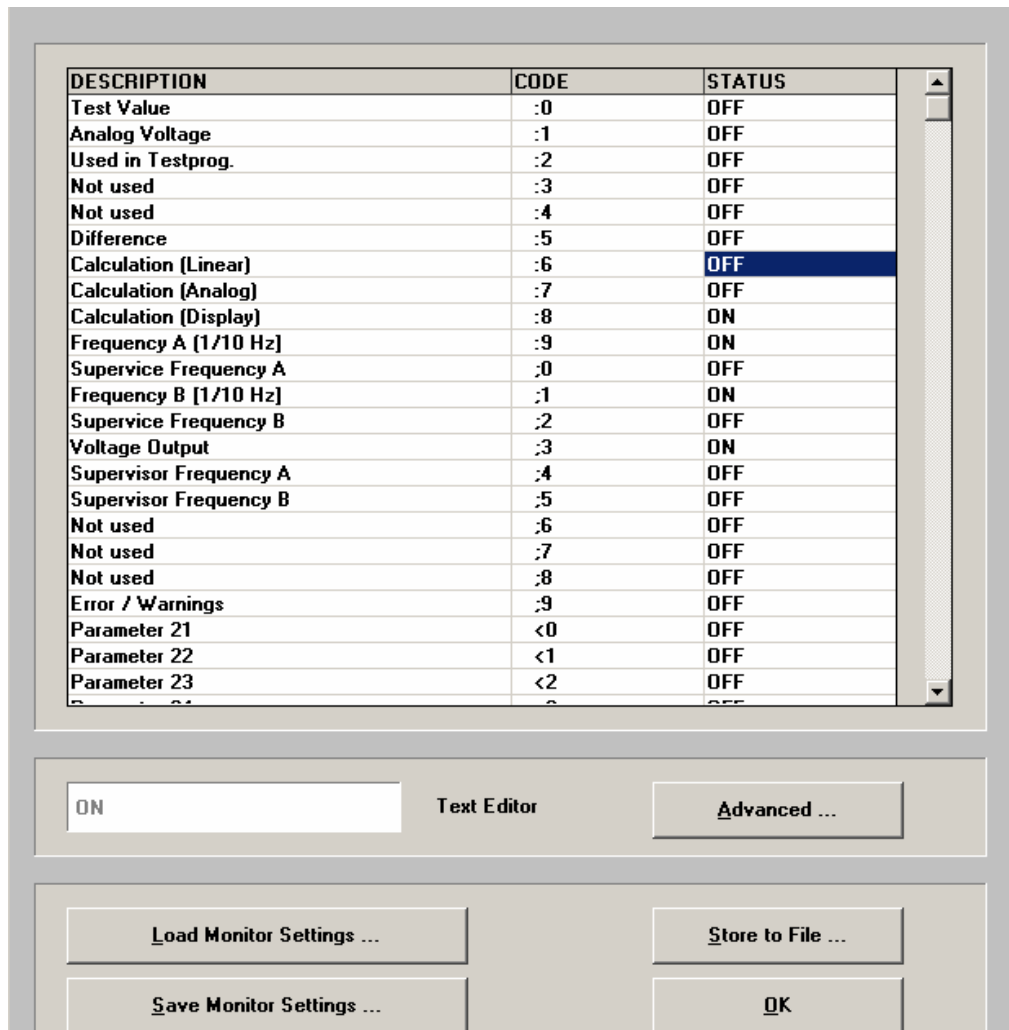 DESCRIPTION CODE STATUS
Test Value :0 OFF
Analog Voltage :1 OFF
Used in Testprog. :2 OFF
Not used :3 OFF
Not used :4 OFF
Difference :5 OFF
Calculation (Linear) :6 OFF
Calculation (Analog) :7 OFF
Calculation (Display) :8 ON
Frequency A [1/10 Hz] :9 ON
Supervice Frequency A ;0 OFF
Frequency B [1/10 Hz] ;1 ON
Supervice Frequency B ;2 OFF
Voltage Output ;3 ON
Supervisor Frequency A ;4 OFF
Supervisor Frequency B ;5 OFF
Not used ;6 OFF
Not used ;7 OFF
Not used ;8 OFF
Error / Warnings ;9 OFF
Parameter 21 <0 OFF
Parameter 22 <1 OFF
Parameter 23 <2 OFF
ON Text Editor Advanced ...
Load Monitor Settings ... Store to File ...
Save Monitor Settings ... OK